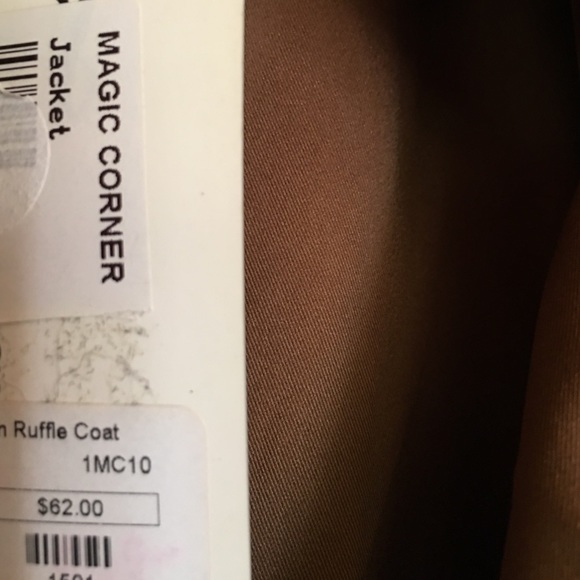 MAGIC CORNER
Jacket
Ruffle Coat
1MC10
$62.00